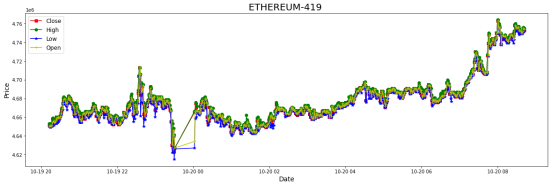 ETHEREUM-419
1e6
Close
High
Low
Open
4.76
4.74
4.72
4.70
4.68
4.66
4.64
4.62
Price
10-19 20
10-19 22
10-20 00
10-20 02
10-20 04
10-20 06
10-20 08
Date